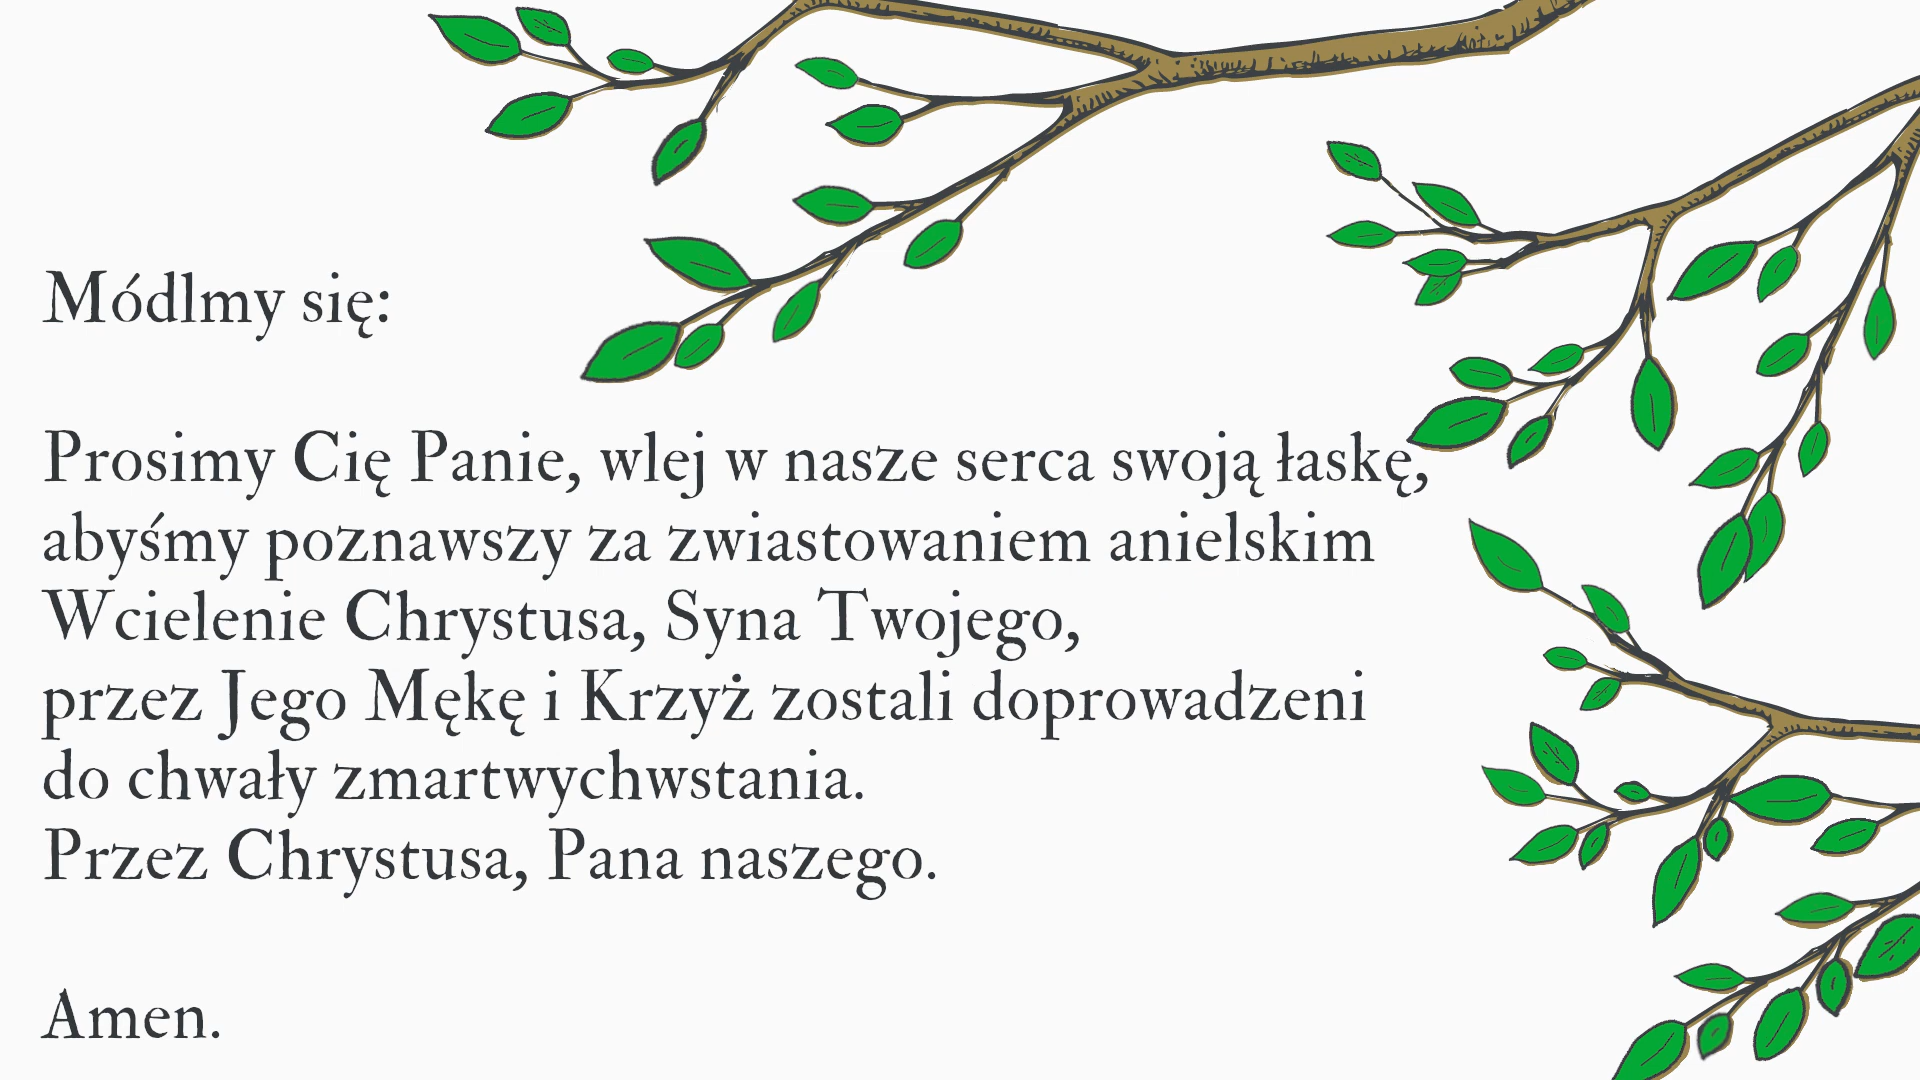 Módlmy się:
Prosimy Cię Panie, wlej w nasze serca swoją łaskę,
abyśmy poznawszy za zwiastowaniem anielskim
Wcielenie Chrystusa, Syna Twojego,
przez Jego Mękę i Krzyż zostali doprowadzeni
do chwały zmartwychwstania.
Przez Chrystusa, Pana naszego.
Amen.